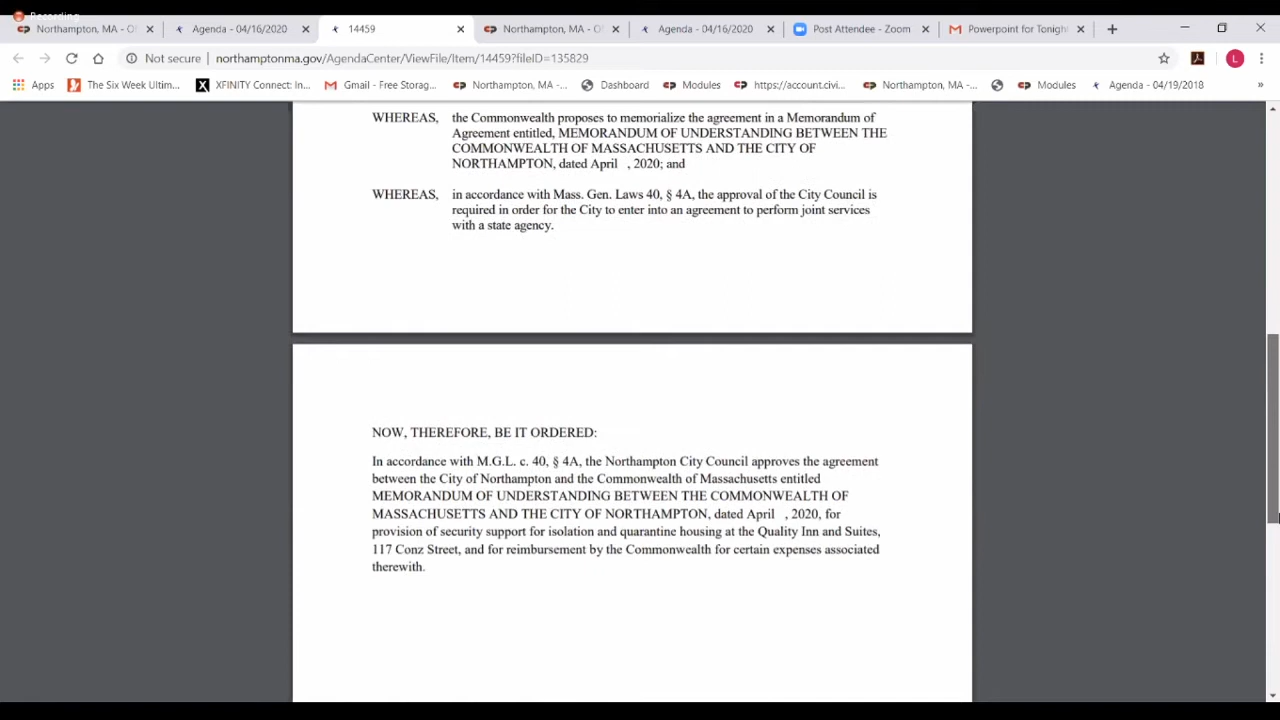 Recording
Northampton, MA - O
Agenda - 04/16/2020
14459
Northampton, MA - O
Agenda - 04/16/2020
Post Attendee - Zoom
Powerpoint for Tonigh
Not secure | northamptonma.gov/AgendaCenter/ViewFile/Item/14459?fileID=135829
L
Apps
The Six Week Ultim...
XFINITY Connect: In...
Gmail - Free Storag...
Northampton, MA -...
Dashboard
Modules
https://account.civi...
Northampton, MA -...
Modules
Agenda - 04/19/2018
»
WHEREAS, the Commonwealth proposes to memorialize the agreement in a Memorandum of
Agreement entitled, MEMORANDUM OF UNDERSTANDING BETWEEN THE
COMMONWEALTH OF MASSACHUSETTS AND THE CITY OF
NORTHAMPTON, dated April , 2020; and
WHEREAS, in accordance with Mass. Gen. Laws 40, § 4A, the approval of the City Council is
required in order for the City to enter into an agreement to perform joint services
with a state agency.
NOW, THEREFORE, BE IT ORDERED:
In accordance with M.G.L. c. 40, § 4A, the Northampton City Council approves the agreement
between the City of Northampton and the Commonwealth of Massachusetts entitled
MEMORANDUM OF UNDERSTANDING BETWEEN THE COMMONWEALTH OF
MASSACHUSETTS AND THE CITY OF NORTHAMPTON, dated April , 2020, for
provision of security support for isolation and quarantine housing at the Quality Inn and Suites,
117 Conz Street, and for reimbursement by the Commonwealth for certain expenses associated
therewith.